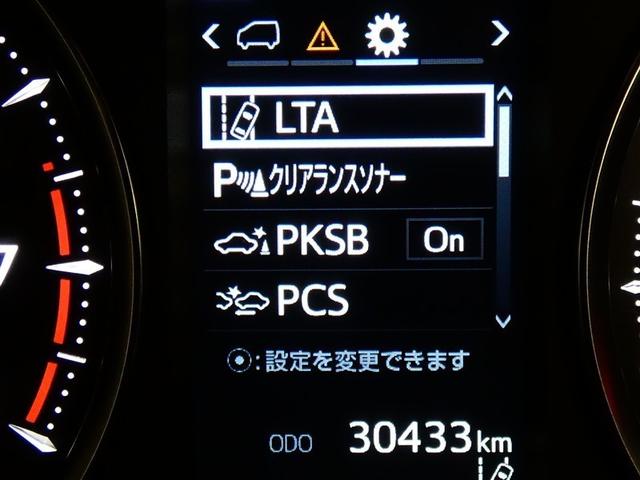 LTA
P クリアランスソナー
PKSB On
PCS
:設定を変更できます
ODO 30433km